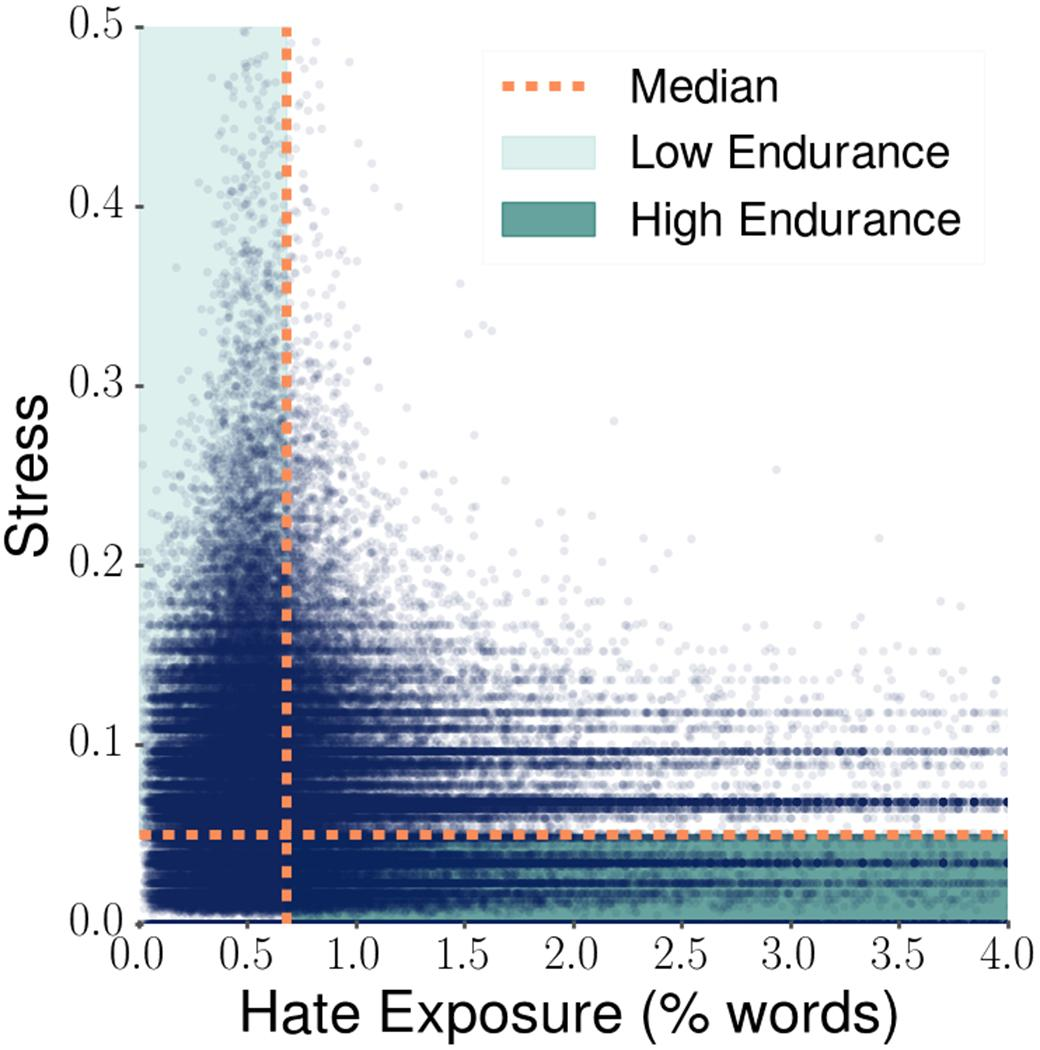 0.5
0.4
0.3
0.2
0.1
0.0
Stress
Median
Low Endurance
High Endurance
0.0 0.5 1.0 1.5 2.0 2.5 3.0 3.5 4.0
Hate Exposure (% words)